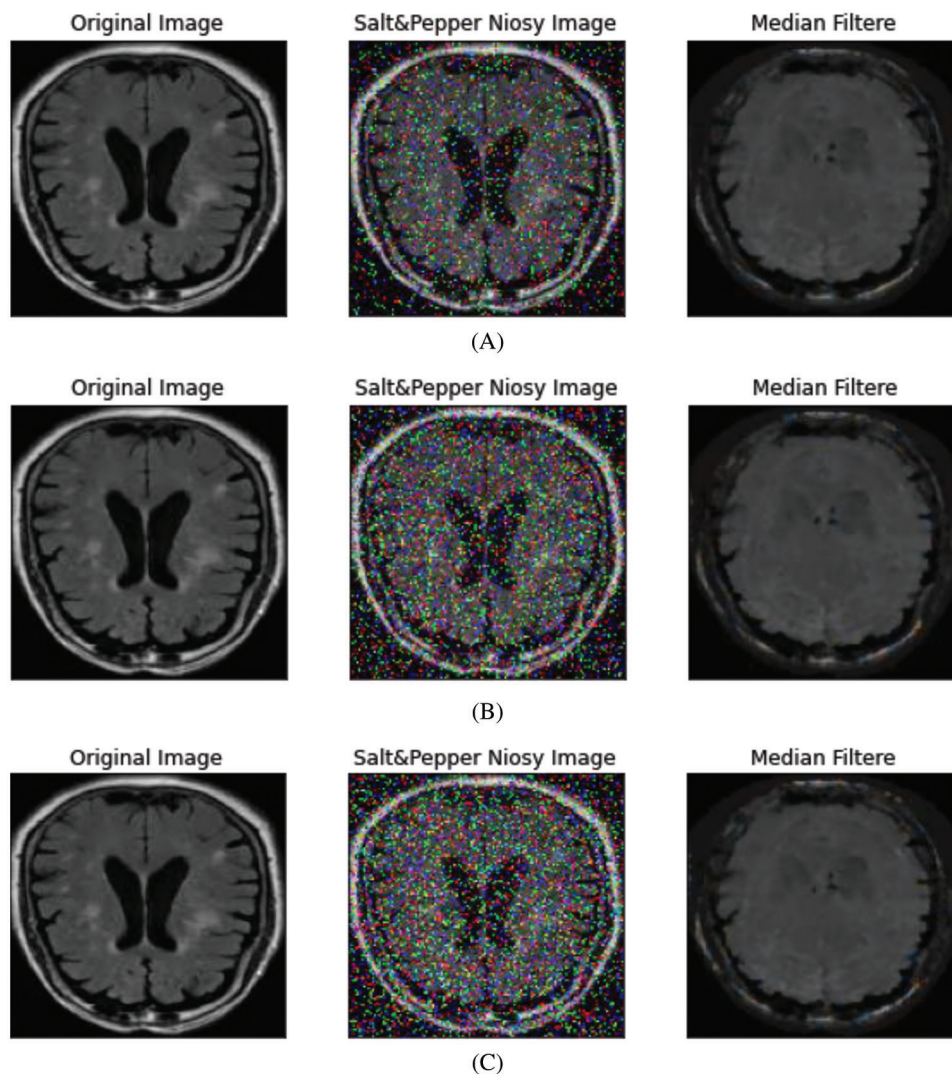 Original Image Salt&Pepper Niosy Image Median Filtere
(A)
Original Image Salt&Pepper Niosy Image Median Filtere
(B)
Original Image Salt&Pepper Niosy Image Median Filtere
(C)